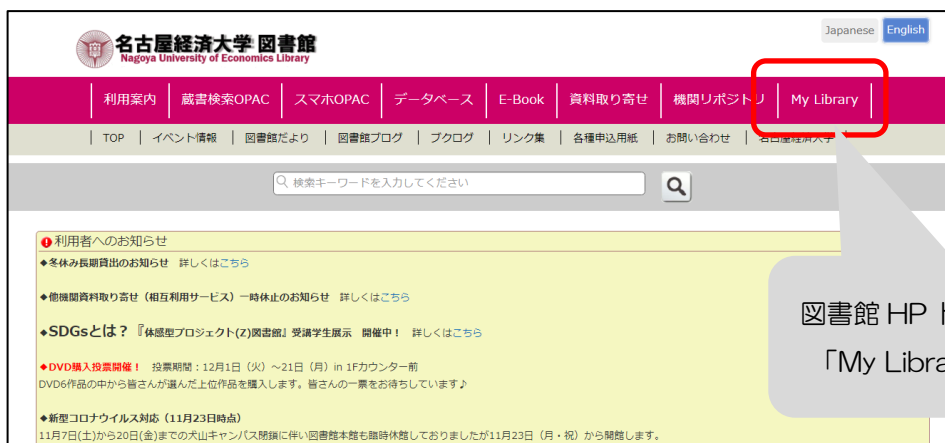 Japanese English
名古屋経済大学 図書館
Nagoya University of Economics Library
利用案内 蔵書検索OPAC スマホOPAC データベース E-Book 資料取り寄せ 機関リポジトリ My Library
TOP イベント情報 図書館だより 図書館ブログ ブクログ リンク集 各種申込用紙 お問い合わせ 名古屋経済大学
検索キーワードを入力してください
利用者へのお知らせ
◆冬休み長期貸出のお知らせ 詳しくはこちら
◆他機関資料取り寄せ（相互利用サービス）一時休止のお知らせ 詳しくはこちら
◆SDGsとは？『体感型プロジェクト(Z)図書館』受講学生展示 開催中！ 詳しくはこちら
◆DVD購入投票開催！ 投票期間：12月1日（火）～21日（月）in 1Fカウンター前
DVD6作品の中から皆さんが選んだ上位作品を購入します。皆さんの一票をお待ちしています♪
◆新型コロナウイルス対応（11月23日時点）
11月7日(土)から20日(金)までの犬山キャンパス閉鎖に伴い図書館本館も臨時休館しておりましたが11月23日（月・祝）から開館します。
図書館 HP
「My Libra